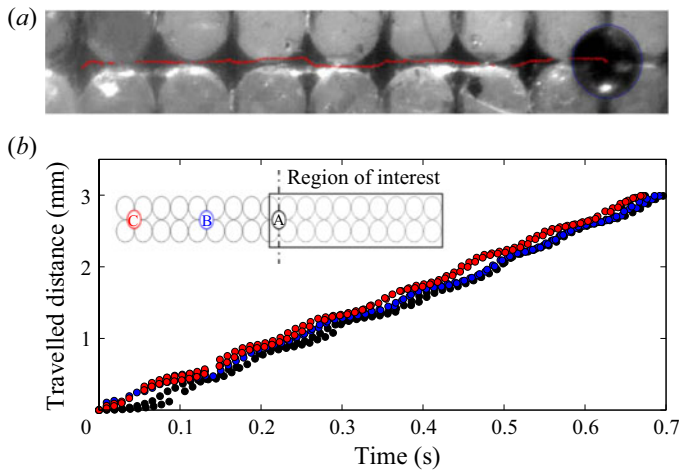 (a)
(b)
Region of interest
C B A
Travelled distance (mm)
3
2
1
0 0.1 0.2 0.3 0.4 0.5 0.6 0.7
Time (s)